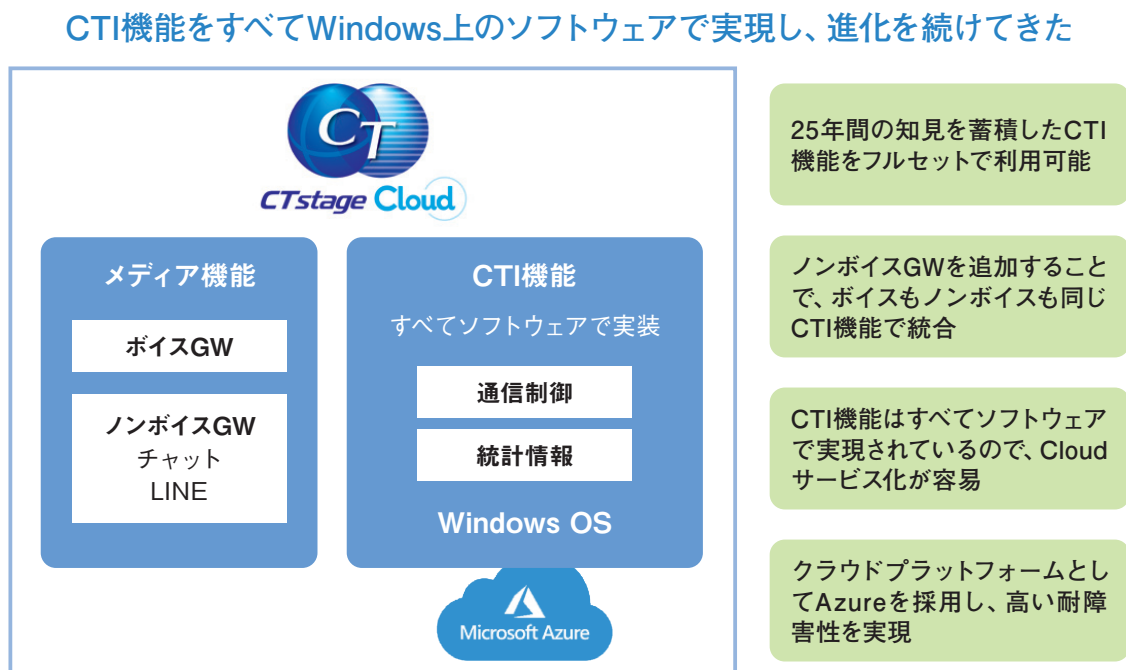 CTI機能をすべてWindows上のソフトウェアで実現し、進化を続けてきた
CT
CTstage Cloud
メディア機能
ボイスGW
ノンボイスGW
チャット
LINE
CTI機能
すべてソフトウェアで実装
通信制御
統計情報
Windows OS
Microsoft Azure
25年間の知見を蓄積したCTI
機能をフルセットで利用可能
ノンボイスGWを追加すること
で、ボイスもノンボイスも同じ
CTI機能で統合
CTI機能はすべてソフトウェア
で実現されているので、Cloud
サービス化が容易
クラウドプラットフォームとし
てAzureを採用し、高い耐障
害性を実現